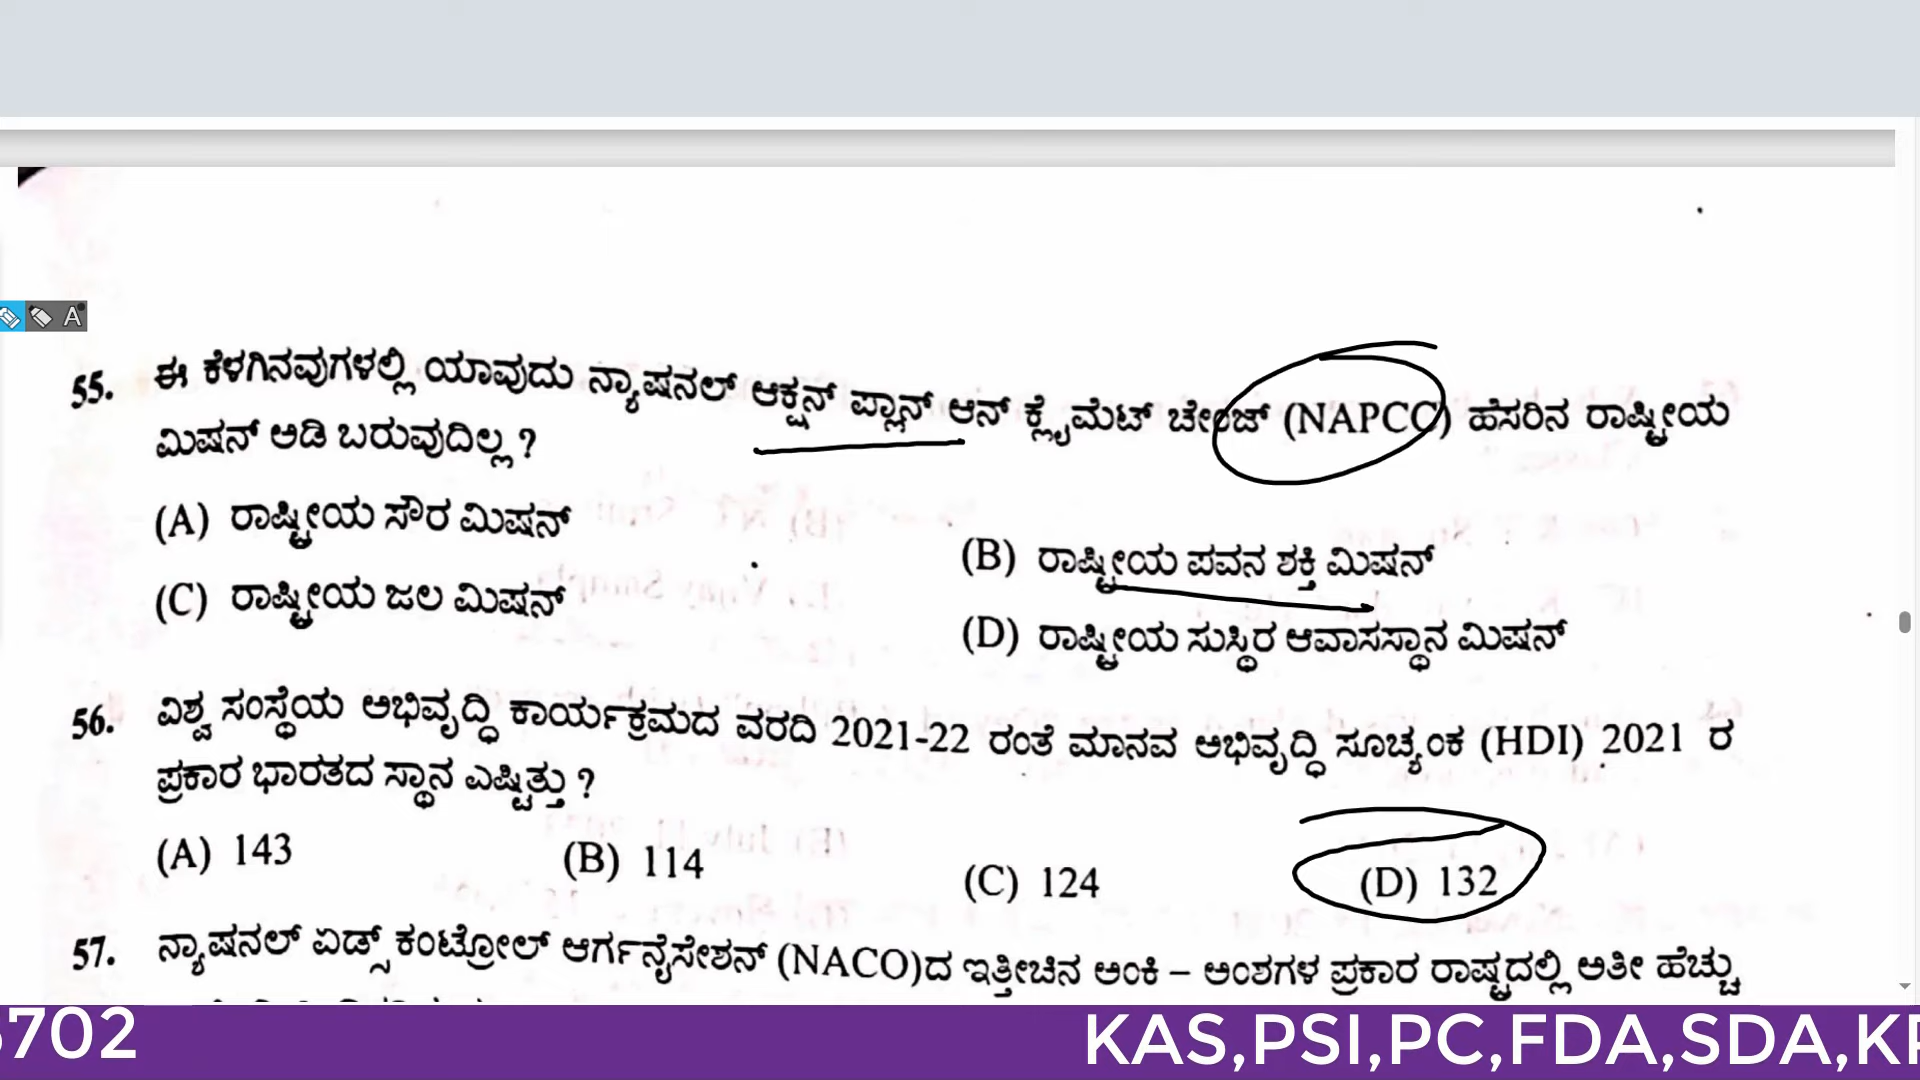 A
55. ಈ ಕೆಳಗಿನವುಗಳಲ್ಲಿ ಯಾವುದು ನ್ಯಾಷನಲ್ ಆಕ್ಷನ್ ಪ್ಲಾನ್ ಆನ್ ಕ್ಲೈಮೆಟ್ ಚೇಂಜ್ (NAPCC) ಹೆಸರಿನ ರಾಷ್ಟ್ರೀಯ
ಮಿಷನ್ ಅಡಿ ಬರುವುದಿಲ್ಲ ?
(A) ರಾಷ್ಟ್ರೀಯ ಸೌರ ಮಿಷನ್
(B) ರಾಷ್ಟ್ರೀಯ ಪವನ ಶಕ್ತಿ ಮಿಷನ್
(C) ರಾಷ್ಟ್ರೀಯ ಜಲ ಮಿಷನ್
(D) ರಾಷ್ಟ್ರೀಯ ಸುಸ್ಥಿರ ಆವಾಸಸ್ಥಾನ ಮಿಷನ್
56. ವಿಶ್ವ ಸಂಸ್ಥೆಯ ಅಭಿವೃದ್ಧಿ ಕಾರ್ಯಕ್ರಮದ ವರದಿ 2021-22 ರಂತೆ ಮಾನವ ಅಭಿವೃದ್ಧಿ ಸೂಚ್ಯಂಕ (HDI) 2021 ರ
ಪ್ರಕಾರ ಭಾರತದ ಸ್ಥಾನ ಎಷ್ಟಿತ್ತು ?
(A) 143 (B) 114 (C) 124 (D) 132
57. ನ್ಯಾಷನಲ್ ಏಡ್ಸ್ ಕಂಟ್ರೋಲ್ ಆರ್ಗನೈಸೇಶನ್ (NACO)ದ ಇತ್ತೀಚಿನ ಅಂಕಿ – ಅಂಶಗಳ ಪ್ರಕಾರ ರಾಷ್ಟ್ರದಲ್ಲಿ ಅತೀ ಹೆಚ್ಚು
702 KAS,PSI,PC,FDA,SDA,